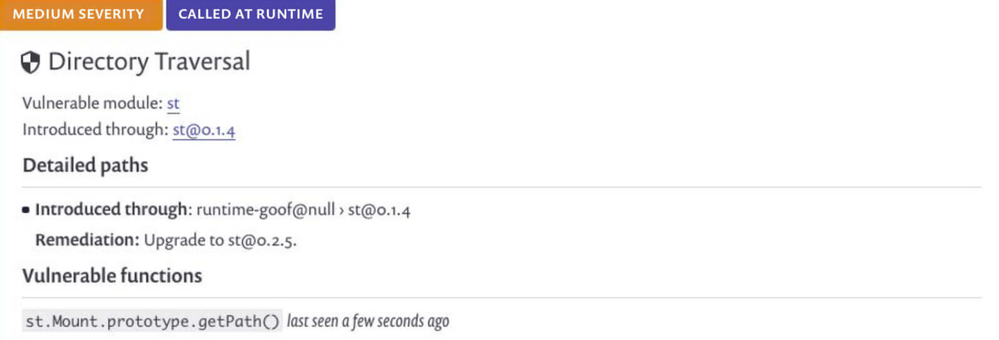 MEDIUM SEVERITY CALLED AT RUNTIME
Directory Traversal
Vulnerable module: st
Introduced through: st@0.1.4
Detailed paths
• Introduced through: runtime-goof@null › st@0.1.4
Remediation: Upgrade to st@0.2.5.
Vulnerable functions
st.Mount.prototype.getPath() last seen a few seconds ago